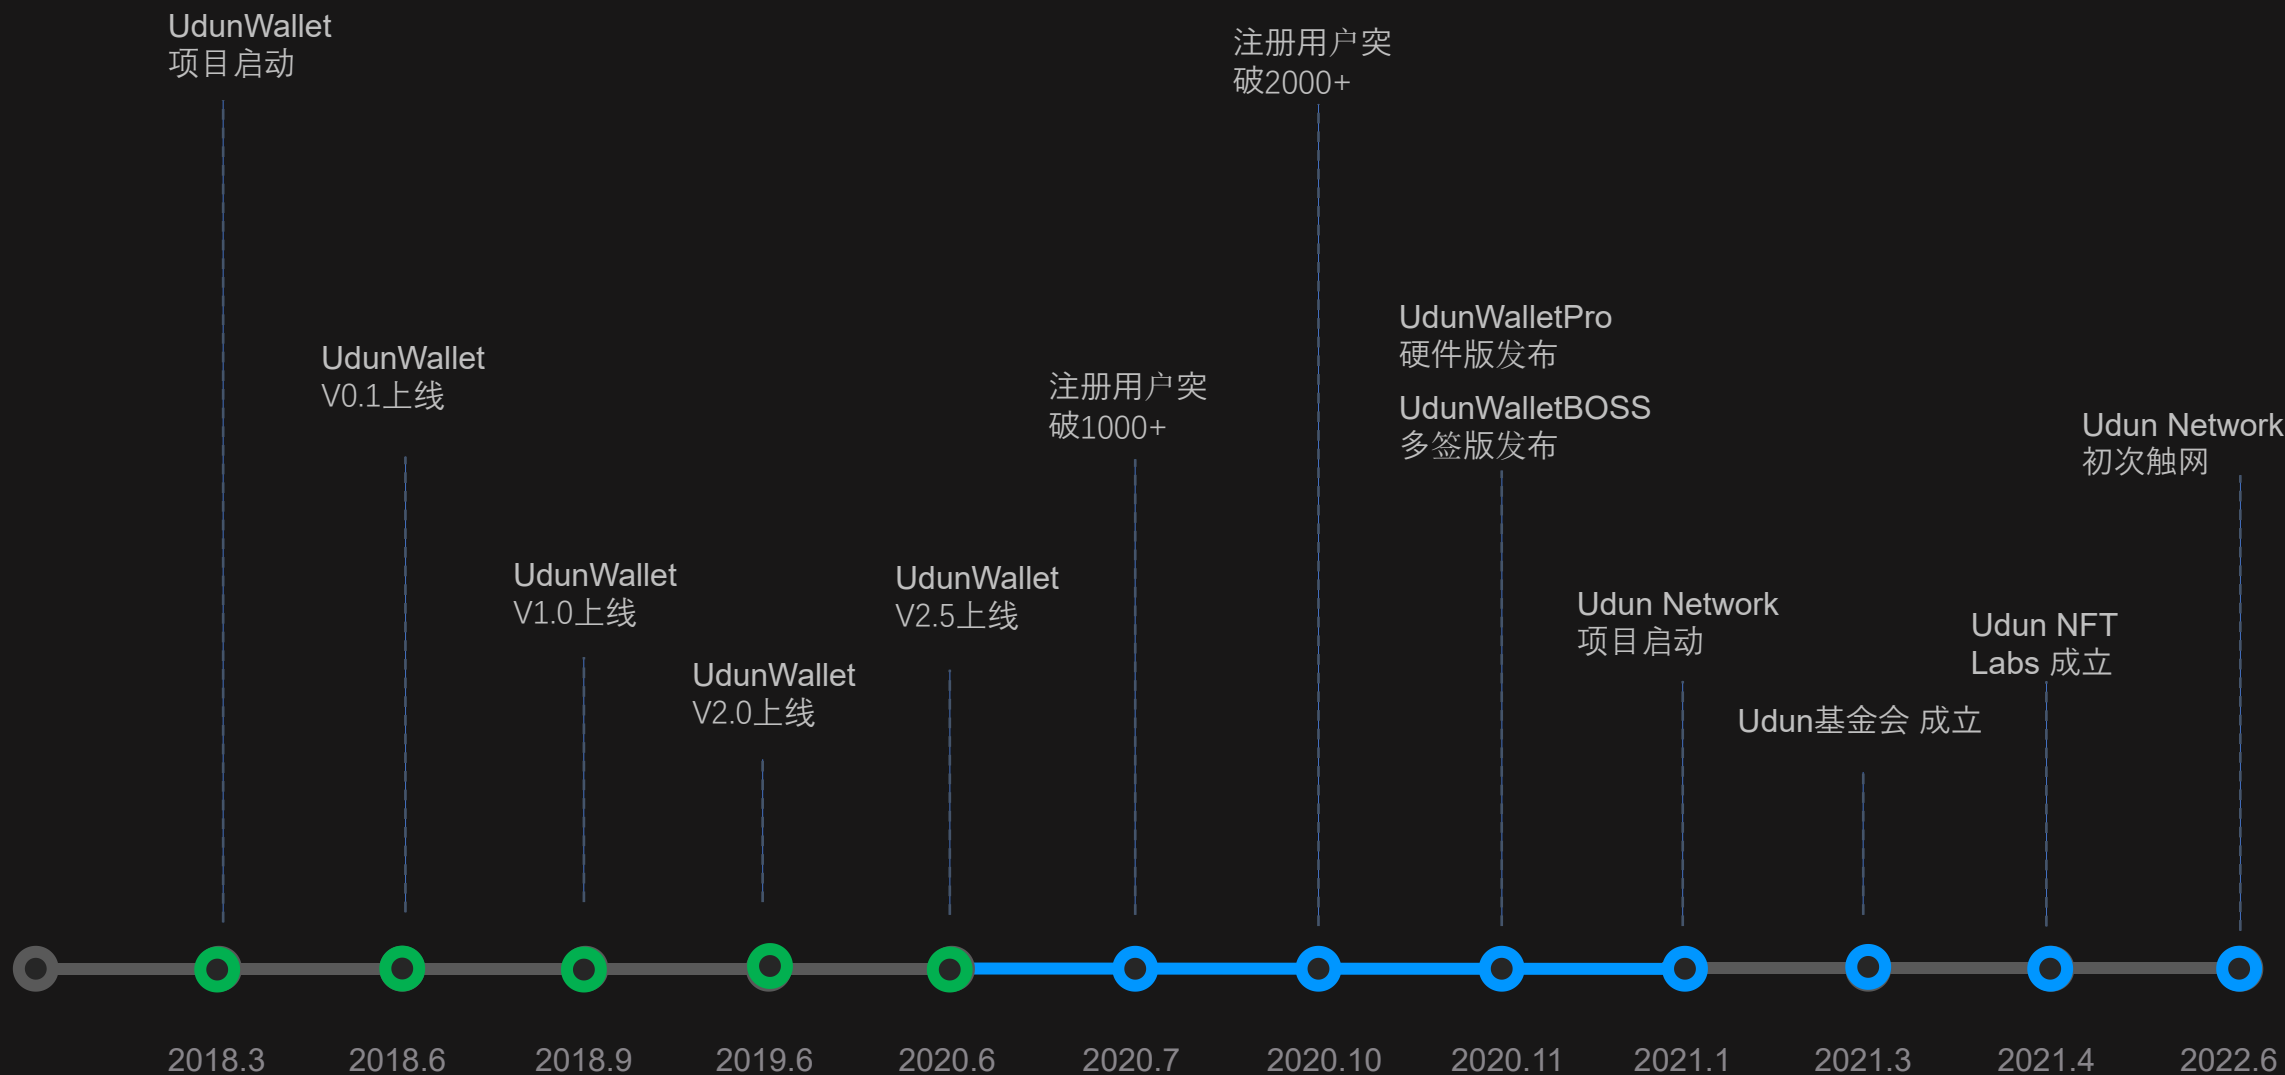 UdunWallet
项目启动
UdunWallet
V0.1上线
UdunWallet
V1.0上线
UdunWallet
V2.0上线
UdunWallet
V2.5上线
注册用户突
破1000+
注册用户突
破2000+
UdunWalletPro
硬件版发布
UdunWalletBOSS
多签版发布
Udun Network
项目启动
Udun基金会 成立
Udun NFT
Labs 成立
Udun Network
初次触网
2018.3
2018.6
2018.9
2019.6
2020.6
2020.7
2020.10
2020.11
2021.1
2021.3
2021.4
2022.6